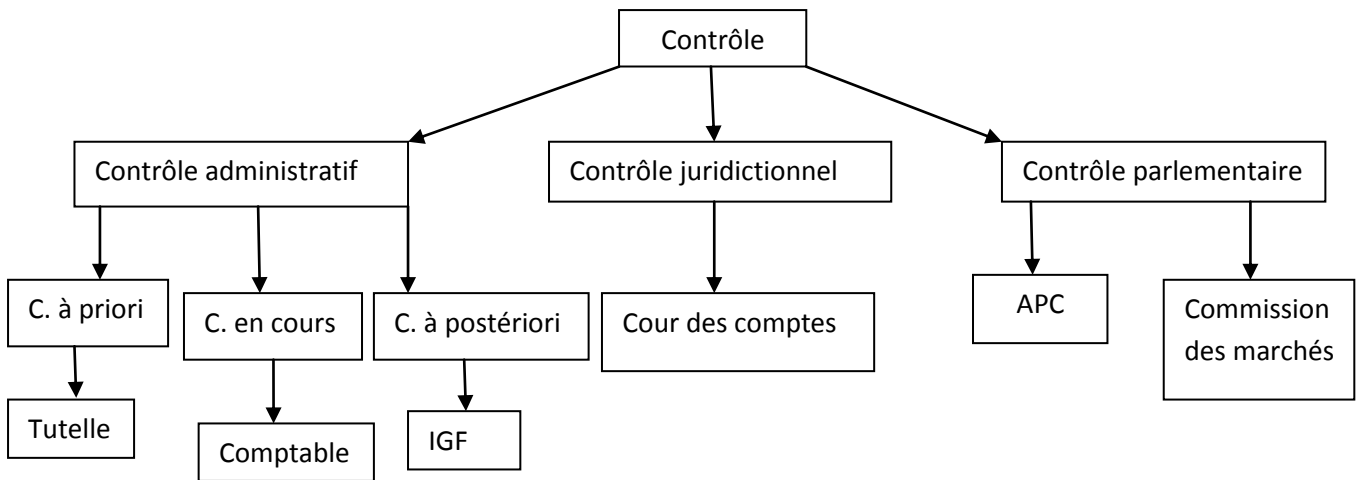 Contrôle
Contrôle administratif
Contrôle juridictionnel
Contrôle parlementaire
C. à priori
C. en cours
C. à postériori
Cour des comptes
APC
Commission
des marchés
Tutelle
Comptable
IGF